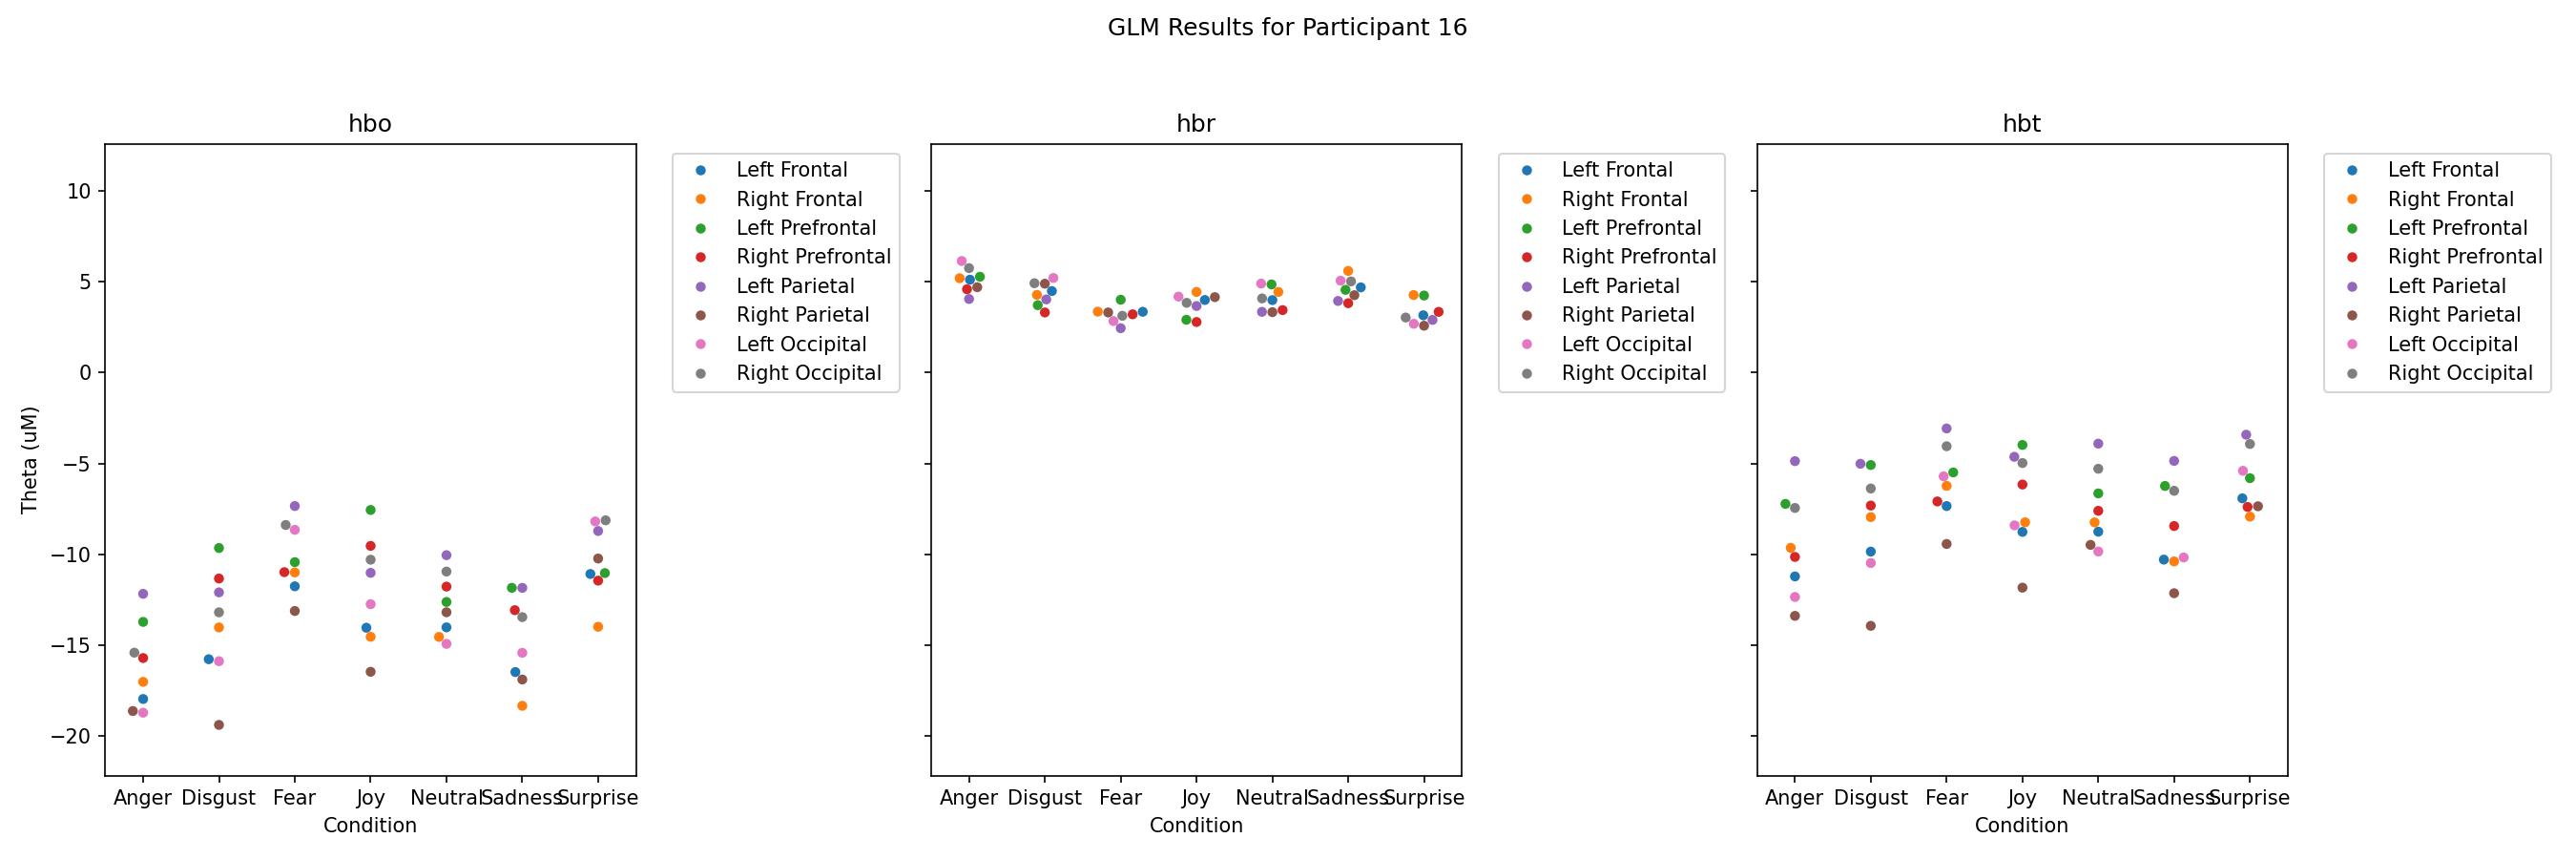 GLM Results for Participant 16
hbo
Theta (uM)
10
5
0
−5
−10
−15
−20
Anger Disgust Fear Joy Neutral Sadness Surprise
Condition
Left Frontal
Right Frontal
Left Prefrontal
Right Prefrontal
Left Parietal
Right Parietal
Left Occipital
Right Occipital
hbr
Anger Disgust Fear Joy Neutral Sadness Surprise
Condition
Left Frontal
Right Frontal
Left Prefrontal
Right Prefrontal
Left Parietal
Right Parietal
Left Occipital
Right Occipital
hbt
Anger Disgust Fear Joy Neutral Sadness Surprise
Condition
Left Frontal
Right Frontal
Left Prefrontal
Right Prefrontal
Left Parietal
Right Parietal
Left Occipital
Right Occipital